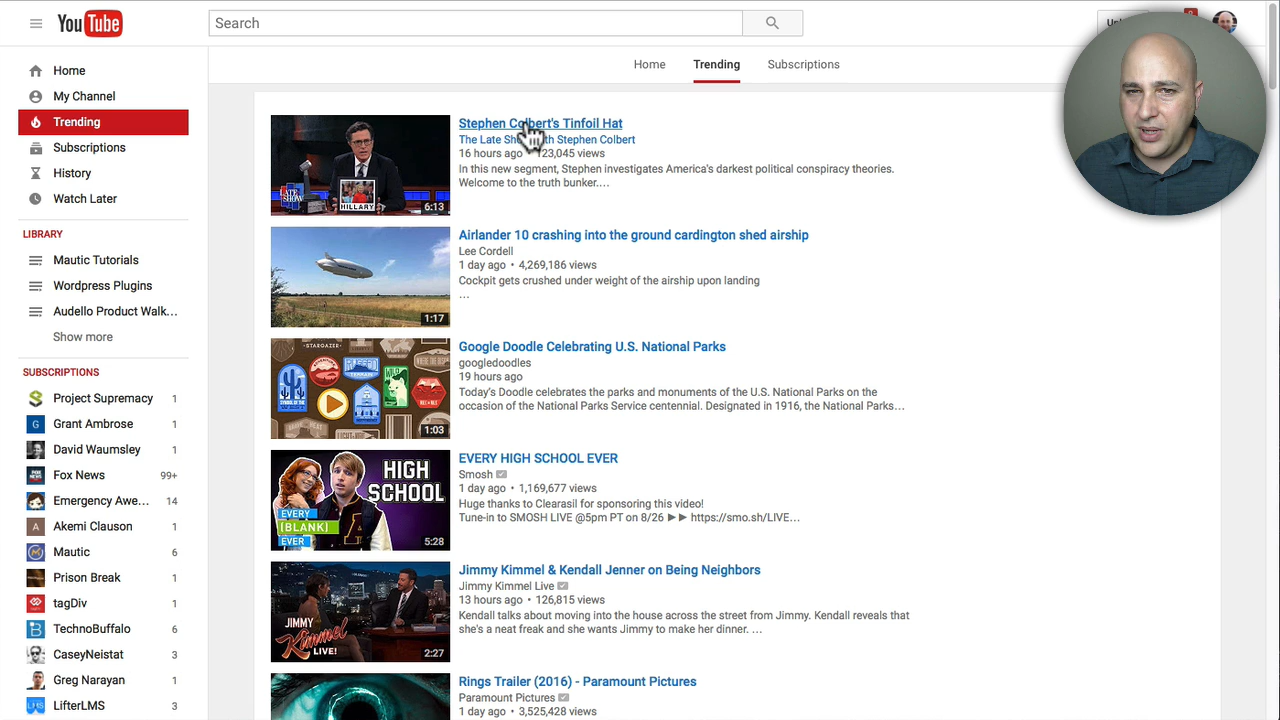 YouTube
Search
Home
Trending
Subscriptions
Home
My Channel
Trending
Subscriptions
History
Watch Later
LIBRARY
Mautic Tutorials
Wordpress Plugins
Audello Product Walk...
Show more
SUBSCRIPTIONS
Project Supremacy 1
Grant Ambrose 1
David Waumsley 1
Fox News 99+
Emergency Awe... 14
Akemi Clauson 1
Mautic 6
Prison Break 1
tagDiv 1
TechnoBuffalo 6
CaseyNeistat 3
Greg Narayan 1
LifterLMS 3
LATE SHOW
HILLARY
6:13
Stephen Colbert's Tinfoil Hat
The Late Sh th Stephen Colbert
16 hours ago 123,045 views
In this new segment, Stephen investigates America's darkest political conspiracy theories.
Welcome to the truth bunker....
1:17
Airlander 10 crashing into the ground cardington shed airship
Lee Cordell
1 day ago • 4,269,186 views
Cockpit gets crushed under weight of the airship upon landing
...
STARGAZER
1:03
Google Doodle Celebrating U.S. National Parks
googledoodles
19 hours ago
Today's Doodle celebrates the parks and monuments of the U.S. National Parks on the
occasion of the National Parks Service centennial. Designated in 1916, the National Parks...
HIGH
SCHOOL
EVERY
[BLANK]
EVER
5:28
EVERY HIGH SCHOOL EVER
Smosh
1 day ago • 1,169,677 views
Huge thanks to Clearasil for sponsoring this video!
Tune-in to SMOSH LIVE @5pm PT on 8/26 ►► https://smo.sh/LIVE...
JIMMY
Kimmel
LIVE!
2:27
Jimmy Kimmel & Kendall Jenner on Being Neighbors
Jimmy Kimmel Live
13 hours ago • 126,815 views
Kendall talks about moving into the house across the street from Jimmy. Kendall reveals that
she's a neat freak and she wants Jimmy to make her dinner. ...
Rings Trailer (2016) - Paramount Pictures
Paramount Pictures
1 day ago • 3,525,428 views